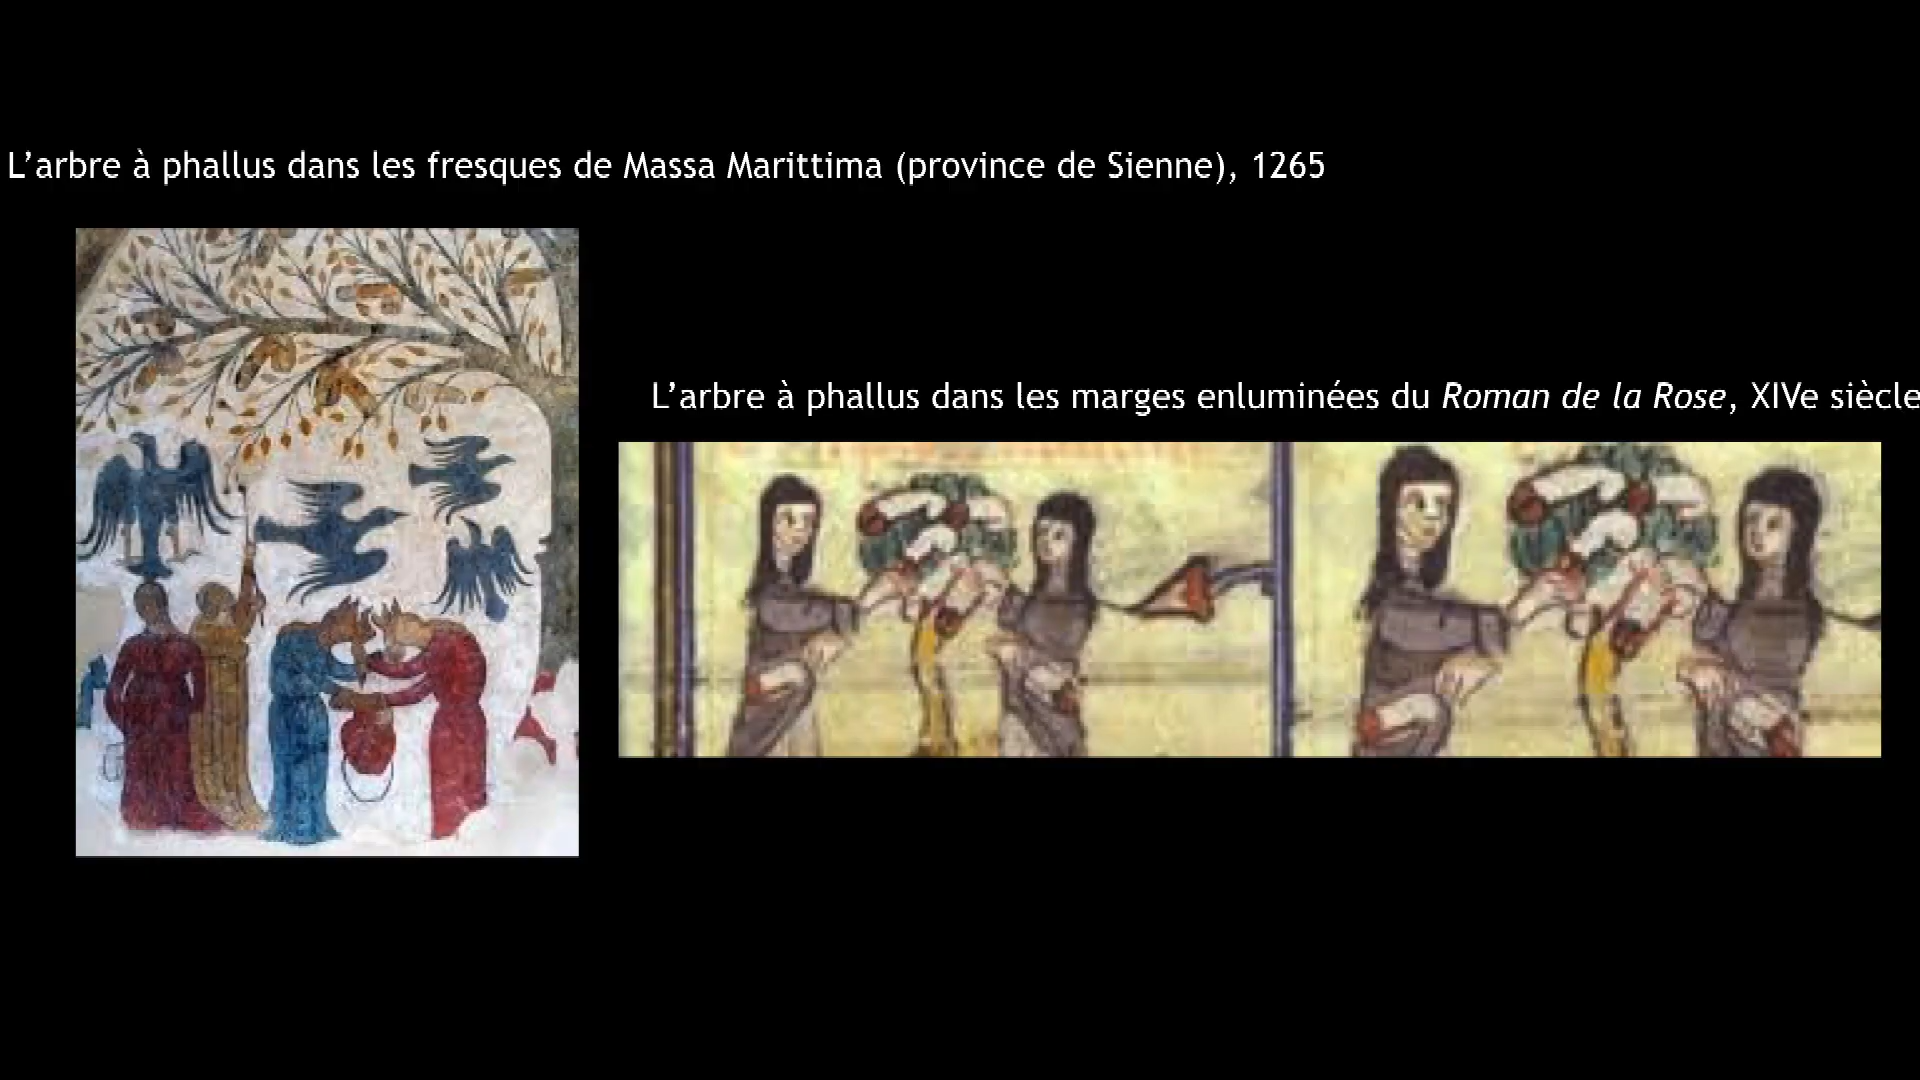 L’arbre à phallus dans les fresques de Massa Marittima (province de Sienne), 1265
L’arbre à phallus dans les marges enluminées du Roman de la Rose, XIVe siècle